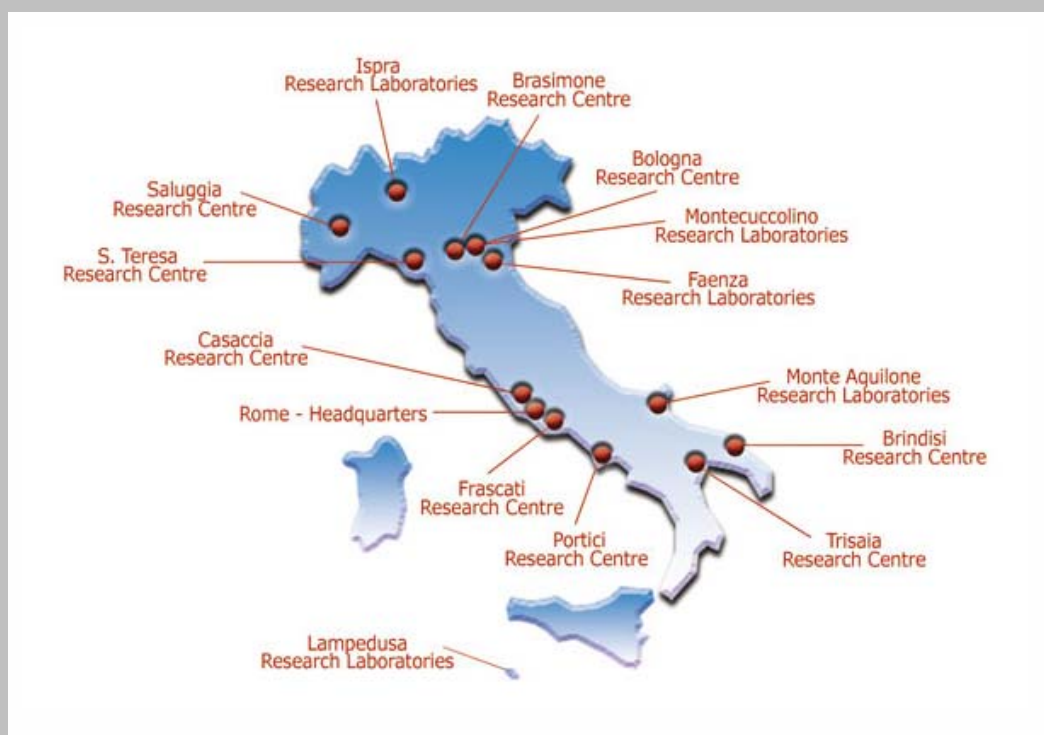 Ispra
Research Laboratories
Brasimone
Research Centre
Bologna
Research Centre
Saluggia
Research Centre
Montecuccolino
Research Laboratories
S. Teresa
Research Centre
Faenza
Research Laboratories
Casaccia
Research Centre
Monte Aquilone
Research Laboratories
Rome - Headquarters
Brindisi
Research Centre
Frascati
Research Centre
Portici
Research Centre
Trisaia
Research Centre
Lampedusa
Research Laboratories